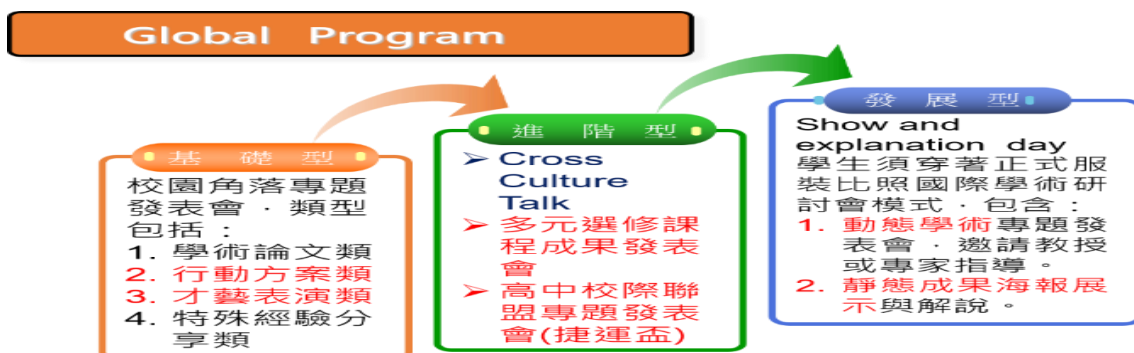 Global Program
基 礎 型
校園角落專題
發表會，類型
包括：
1. 學術論文類
2. 行動方案類
3. 才藝表演類
4. 特殊經驗分
享類
進 階 型
➢ Cross
Culture
Talk
➢ 多元選修課
程成果發表
會
➢ 高中校際聯
盟專題發表
會(捷運盃)
發 展 型
Show and
explanation day
學生須穿著正式服
裝比照國際學術研
討會模式，包含：
1. 動態學術專題發
表會，邀請教授
或專家指導。
2. 靜態成果海報展
示與解說。